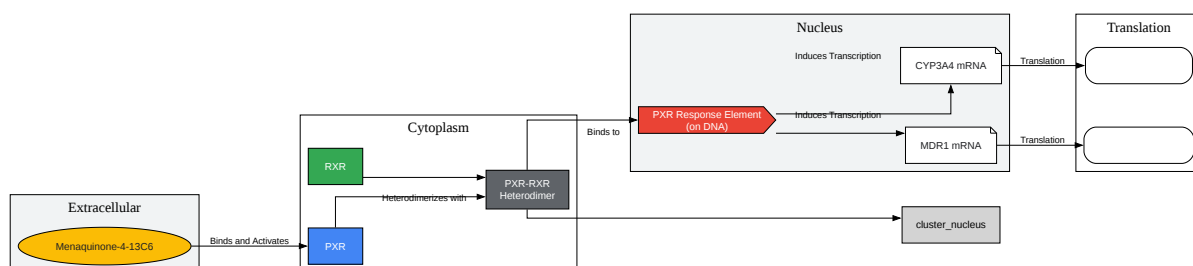 Extracellular
Menaquinone-4-13C6
Binds and Activates
Cytoplasm
RXR
PXR
Heterodimerizes with
PXR-RXR
Heterodimer
Binds to
cluster_nucleus
Nucleus
PXR Response Element
(on DNA)
Induces Transcription
Induces Transcription
CYP3A4 mRNA
MDR1 mRNA
Translation
Translation
Translation